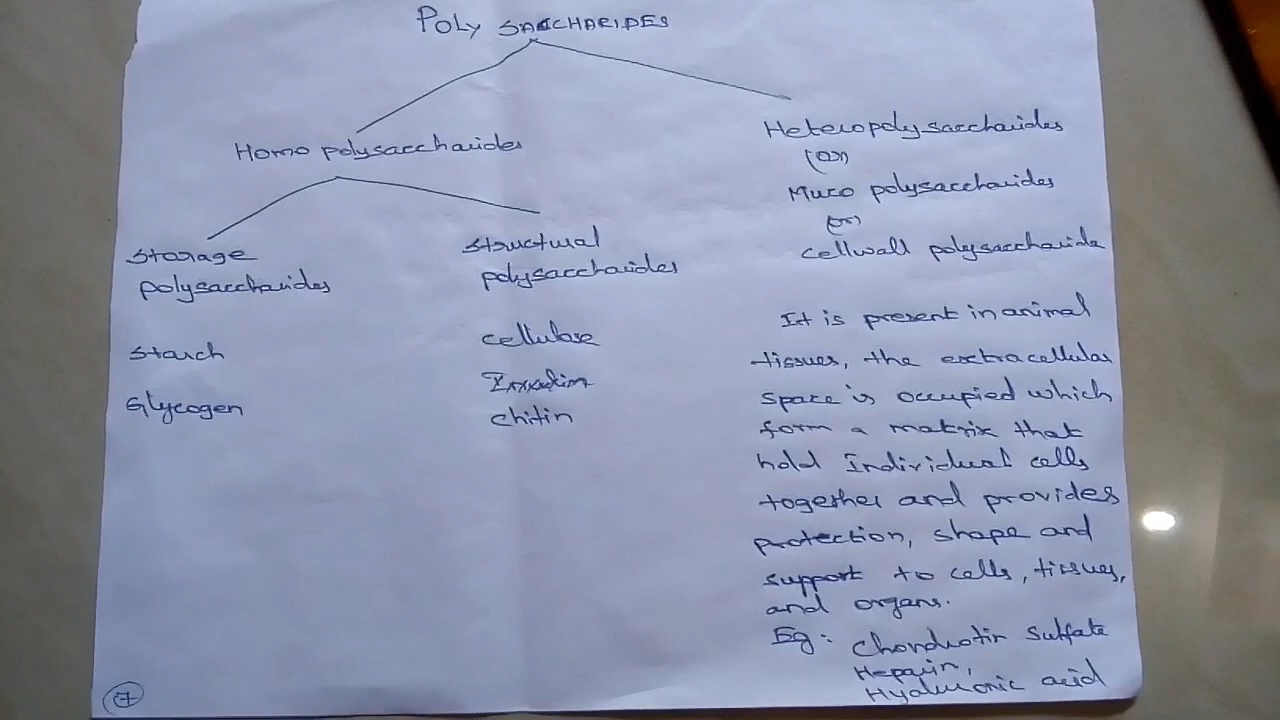 POLY SACCHARIDES
Homo polysaccharides
Storage
polysaccharides
Starch
Glycogen
Structural
polysaccharides
cellulose
chitin
Heteropolysaccharides
(or)
Muco polysaccharides
(or)
cellwall polysaccharide
It is present in animal
tissues, the extracellular
space is occupied which
form a matrix that
hold Individual cells
together and provides
protection, shape and
support to cells, tissues,
and organs.
Eg: Chondrotin Sulfate
Heparin,
Hyaluronic acid
7